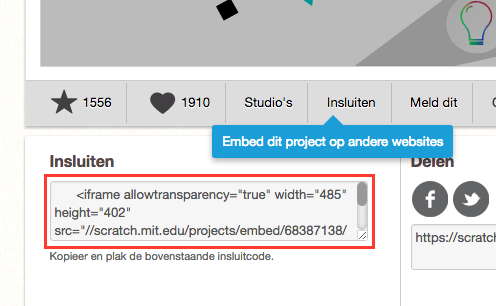 1556 1910 Studio's Insluiten Meld dit
Embed dit project op andere websites
Insluiten
Delen
<iframe allowtransparency="true" width="485"
height="402"
src="//scratch.mit.edu/projects/embed/68387138/
https://scratch
Kopieer en plak de bovenstaande insluitcode.